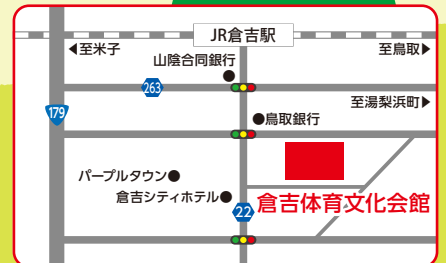 JR倉吉駅
◀至米子
至鳥取▶
山陰合同銀行
263
179
至湯梨浜町▶
鳥取銀行
パープルタウン
倉吉シティホテル
22
倉吉体育文化会館